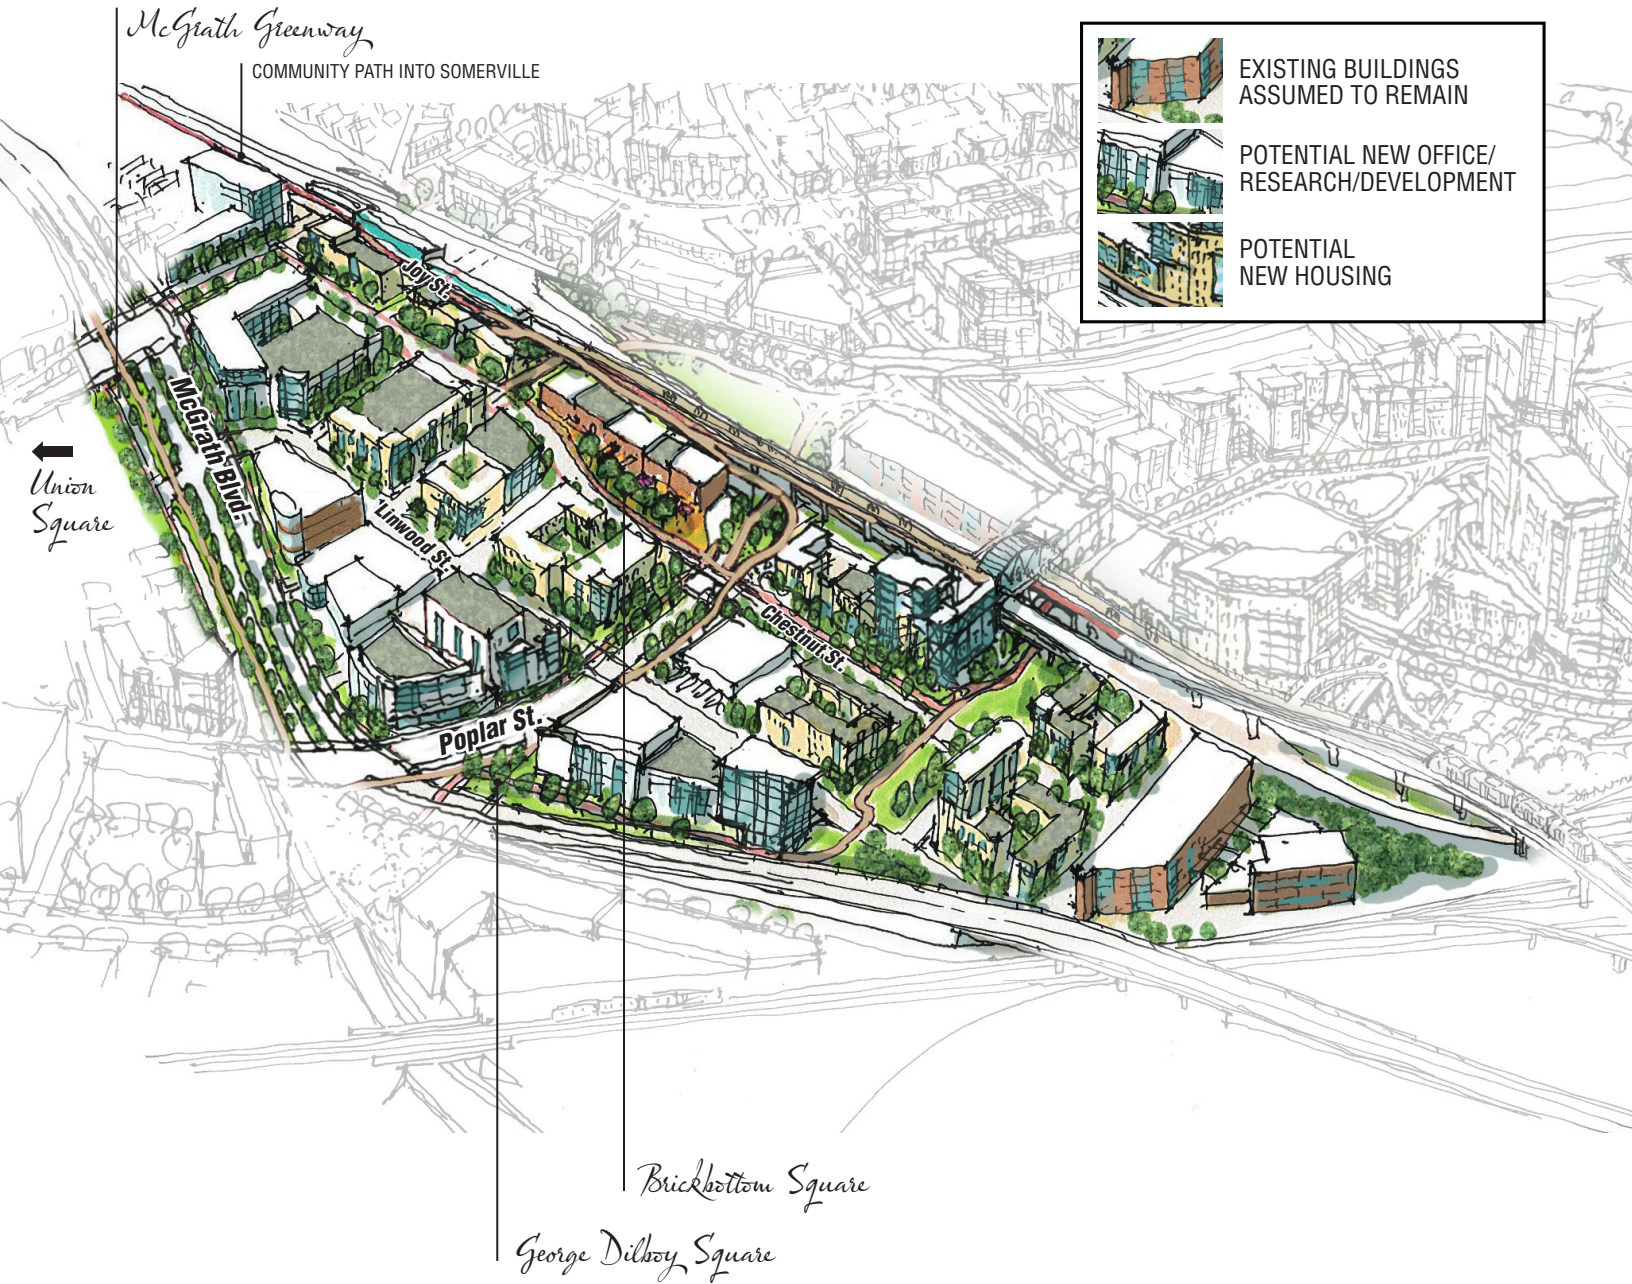 McGrath Greenway
COMMUNITY PATH INTO SOMERVILLE
EXISTING BUILDINGS
ASSUMED TO REMAIN
POTENTIAL NEW OFFICE/
RESEARCH/DEVELOPMENT
POTENTIAL
NEW HOUSING
Joy St.
McGrath Blvd.
Union
Square
Linwood St.
Chestnut St.
Poplar St.
Brickbottom Square
George Dilboy Square